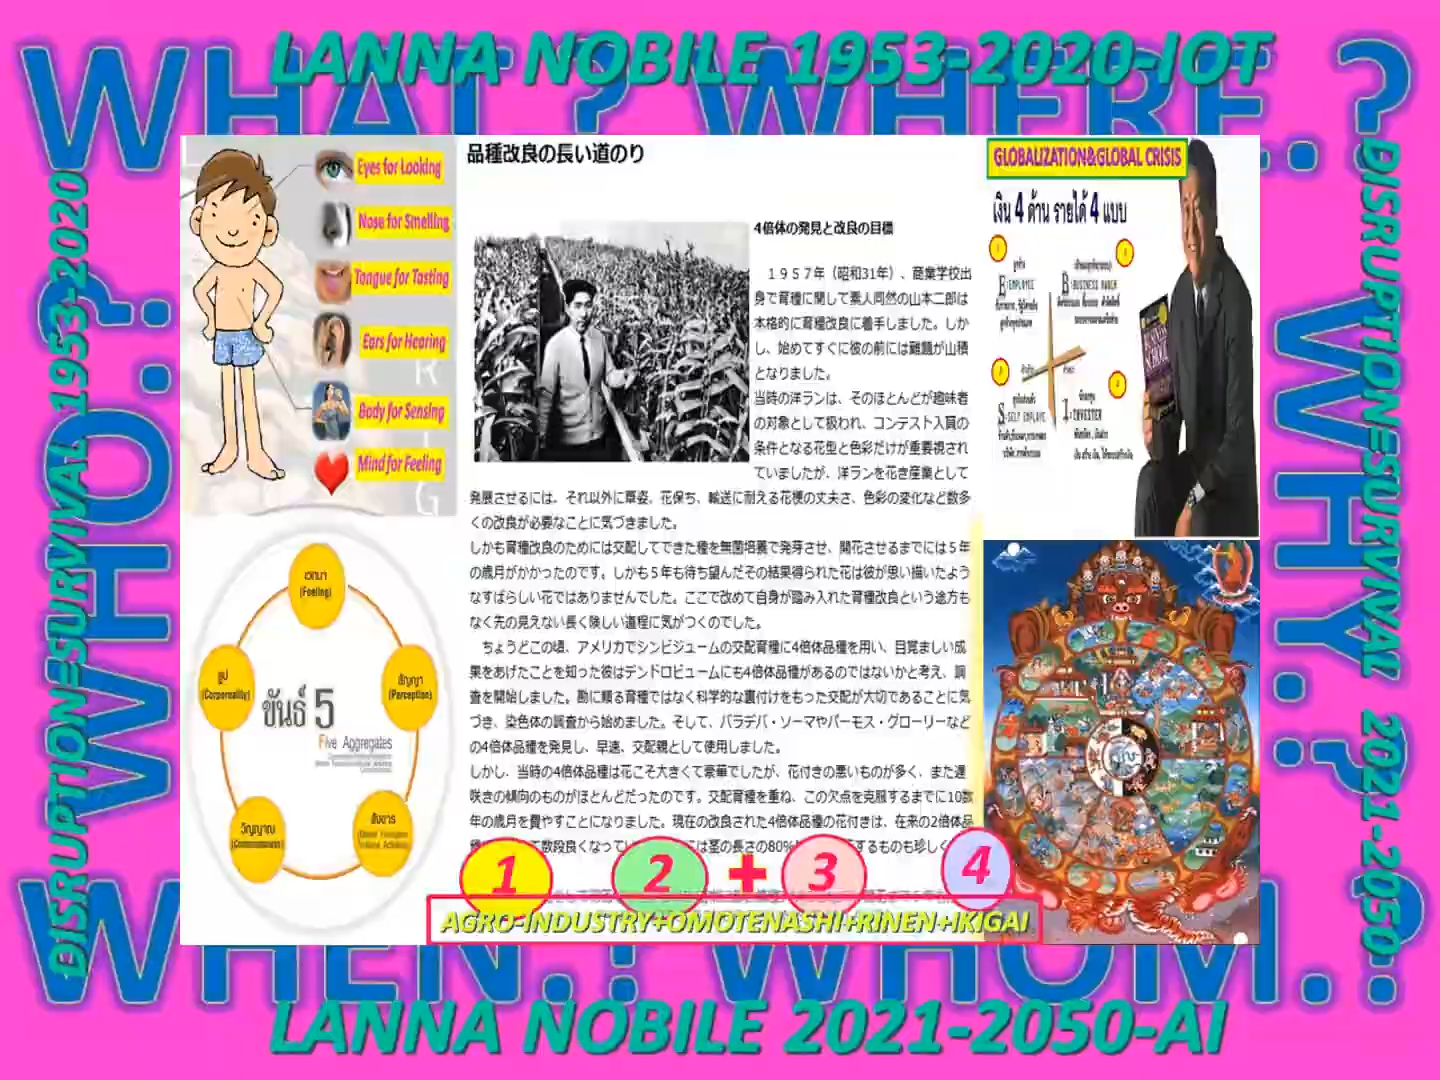 LANNA NOBILE 1953-2020-IOT
WHAT.? WHERE.?
WHO.?
WHY.?
WHEN.? WHOM.?
DISRUPTIONESURVIVAL 1953-2020
DISRUPTIONESURVIVAL 2021-2050
Eyes for Looking
Nose for Smelling
Tongue for Tasting
Ears for Hearing
Body for Sensing
Mind for Feeling
เวทนา
(Feeling)
รูป
(Corporeality)
สัญญา
(Perception)
ขันธ์ 5
Five Aggregates
วิญญาณ
(Consciousness)
สังขาร
品種改良の長い道のり
4倍体の発見と改良の目標
1957年（昭和31年）、商業学校出
身で育種に関して素人同然の山本二郎は
本格的に育種改良に着手しました。しか
し、始めてすぐに彼の前には難題が山積
となりました。
当時の洋ランは、そのほとんどが趣味者
の対象として扱われ、コンテスト入賞の
条件となる花型と色彩だけが重要視され
ていましたが、洋ランを花き産業として
発展させるには、それ以外に草姿、花保ち、輸送に耐える花梗の丈夫さ、色彩の変化など数多
くの改良が必要なことに気づきました。
しかも育種改良のためには交配してできた種を無菌培養で発芽させ、開花させるまでには５年
の歳月がかかったのです。しかも５年も待ち望んだその結果得られた花は彼が思い描いたよう
なすばらしい花ではありませんでした。ここで改めて自身が踏み入れた育種改良という途方も
なく先の見えない長く険しい道程に気がつくのでした。
ちょうどこの頃、アメリカでシンビジュームの交配育種に4倍体品種を用い、目覚ましい成
果をあげたことを知った彼はデンドロビュームにも4倍体品種があるのではないかと考え、調
査を開始しました。勘に頼る育種ではなく科学的な裏付けをもった交配が大切であることに気
づき、染色体の調査から始めました。そして、パラデバ・ソーマやパーモス・グローリーなど
の4倍体品種を発見し、早速、交配親として使用しました。
しかし、当時の4倍体品種は花こそ大きくて豪華でしたが、花付きの悪いものが多く、また遅
咲きの傾向のものがほとんどだったのです。交配育種を重ね、この欠点を克服するまでに10数
年の歳月を費やすことになりました。現在の改良された4倍体品種の花付きは、在来の2倍体品
GLOBALIZATION&GLOBAL CRISIS
เงิน 4 ด้าน รายได้ 4 แบบ
1
ลูกจ้าง
E:EMPLOYEE
3
B:BUSINESS OWNER
2
S:SELF EMPLOYE
4
I:INVESTER
1 2 + 3 4
AGRO-INDUSTRY+OMOTENASHI+RINEN+IKIGAI
LANNA NOBILE 2021-2050-AI